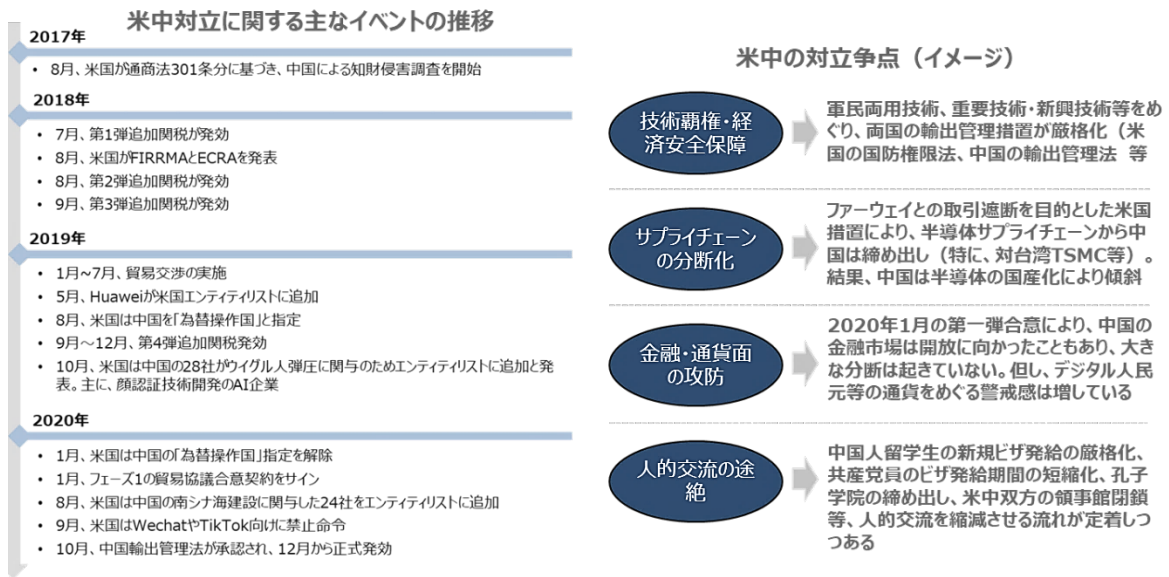 米中対立に関する主なイベントの推移
2017年
• 8月、米国が通商法301条分に基づき、中国による知財侵害調査を開始
2018年
• 7月、第1弾追加関税が発効
• 8月、米国がFIRRMAとECRAを発表
• 8月、第2弾追加関税が発効
• 9月、第3弾追加関税が発効
2019年
• 1月~7月、貿易交渉の実施
• 5月、Huaweiが米国エンティティリストに追加
• 8月、米国は中国を「為替操作国」と指定
• 9月～12月、第4弾追加関税発効
• 10月、米国は中国の28社がウイグル人弾圧に関与のためエンティティリストに追加と発
表。主に、顔認証技術開発のAI企業
2020年
• 1月、米国は中国の「為替操作国」指定を解除
• 1月、フェーズ1の貿易協議合意契約をサイン
• 8月、米国は中国の南シナ海建設に関与した24社をエンティティリストに追加
• 9月、米国はWechatやTikTok向けに禁止命令
• 10月、中国輸出管理法が承認され、12月から正式発効
米中の対立争点（イメージ）
技術覇権・経
済安全保障
軍民両用技術、重要技術・新興技術等をめ
ぐり、両国の輸出管理措置が厳格化（米
国の国防権限法、中国の輸出管理法 等
サプライチェーン
の分断化
ファーウェイとの取引遮断を目的とした米国
措置により、半導体サプライチェーンから中
国は締め出し（特に、対台湾TSMC等）。
結果、中国は半導体の国産化により傾斜
金融・通貨面
の攻防
2020年1月の第一弾合意により、中国の
金融市場は開放に向かったこともあり、大き
な分断は起きていない。但し、デジタル人民
元等の通貨をめぐる警戒感は増している
人的交流の途
絶
中国人留学生の新規ビザ発給の厳格化、
共産党員のビザ発給期間の短縮化、孔子
学院の締め出し、米中双方の領事館閉鎖
等、人的交流を縮減させる流れが定着しつ
つある